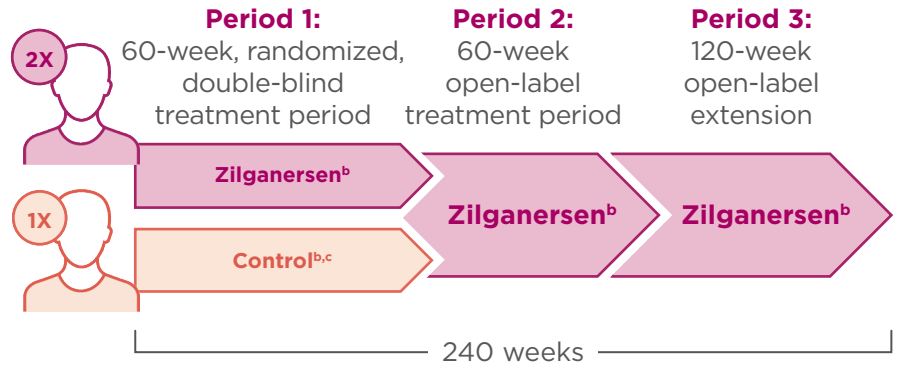 Period 1:
60-week, randomized,
double-blind
treatment period
Period 2:
60-week
open-label
treatment period
Period 3:
120-week
open-label
extension
2X
Zilganersenᵇ
1X
Controlᵇ,ᶜ
Zilganersenᵇ
Zilganersenᵇ
240 weeks